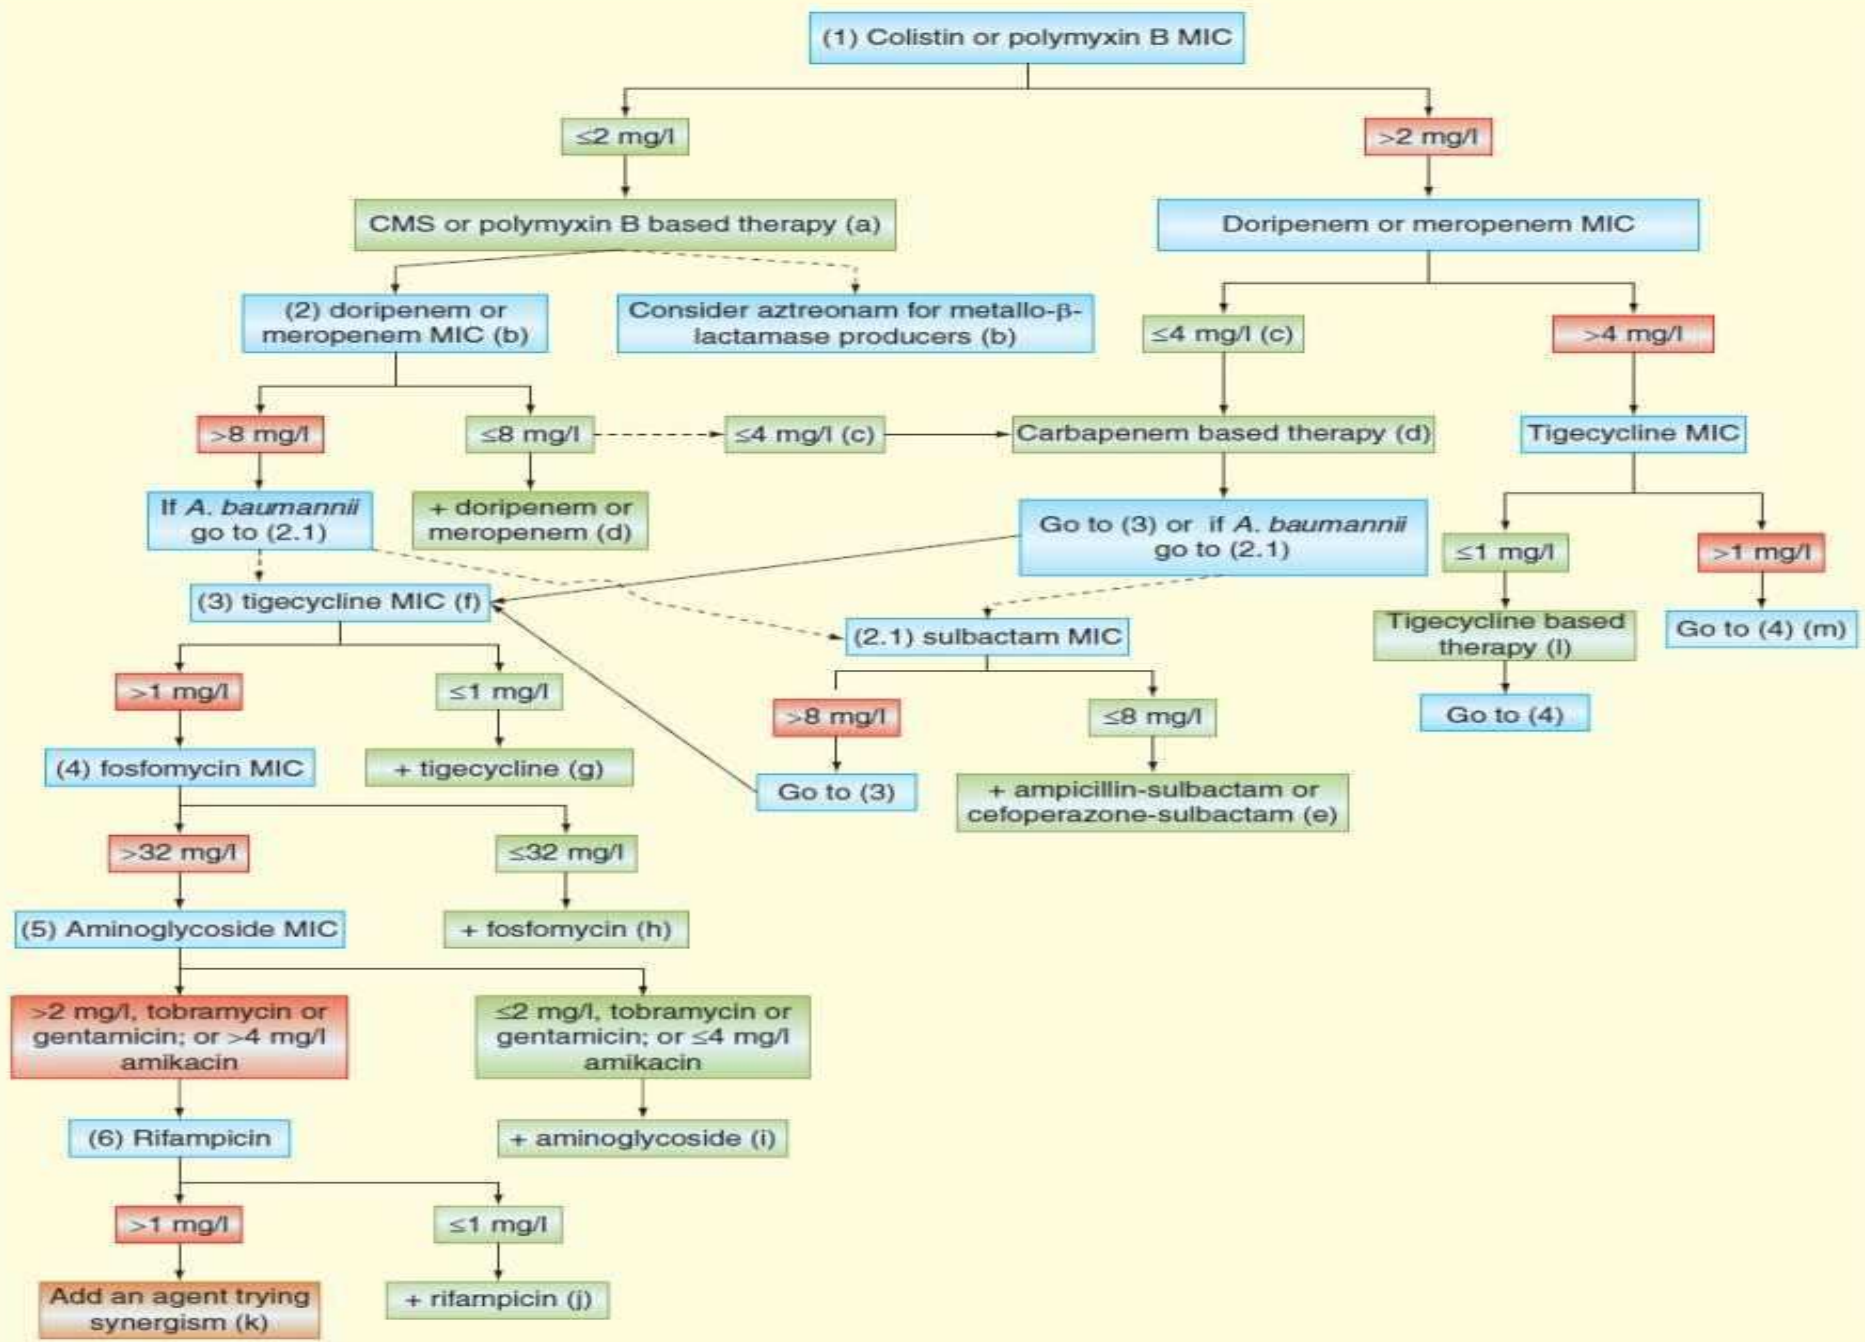 (1) Colistin or polymyxin B MIC
≤2 mg/l
>2 mg/l
CMS or polymyxin B based therapy (a)
Doripenem or meropenem MIC
(2) doripenem or
meropenem MIC (b)
Consider aztreonam for metallo-β-
lactamase producers (b)
≤4 mg/l (c)
>4 mg/l
>8 mg/l
≤8 mg/l
≤4 mg/l (c)
Carbapenem based therapy (d)
Tigecycline MIC
If A. baumannii
go to (2.1)
+ doripenem or
meropenem (d)
Go to (3) or if A. baumannii
go to (2.1)
≤1 mg/l
>1 mg/l
(3) tigecycline MIC (f)
(2.1) sulbactam MIC
Tigecycline based
therapy (l)
Go to (4) (m)
>1 mg/l
≤1 mg/l
>8 mg/l
≤8 mg/l
Go to (4)
(4) fosfomycin MIC
+ tigecycline (g)
Go to (3)
+ ampicillin-sulbactam or
cefoperazone-sulbactam (e)
>32 mg/l
≤32 mg/l
(5) Aminoglycoside MIC
+ fosfomycin (h)
>2 mg/l, tobramycin or
gentamicin; or >4 mg/l
amikacin
≤2 mg/l, tobramycin or
gentamicin; or ≤4 mg/l
amikacin
(6) Rifampicin
+ aminoglycoside (i)
>1 mg/l
≤1 mg/l
Add an agent trying
synergism (k)
+ rifampicin (j)